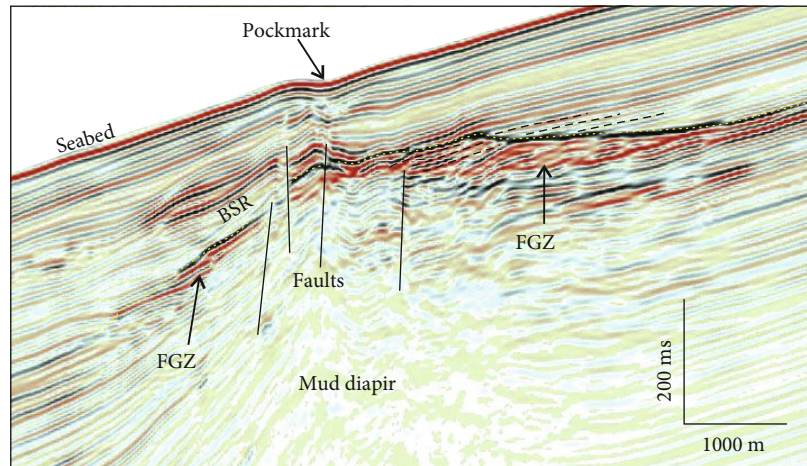 Pockmark
Seabed
BSR
FGZ
Faults
FGZ
Mud diapir
200 ms
1000 m